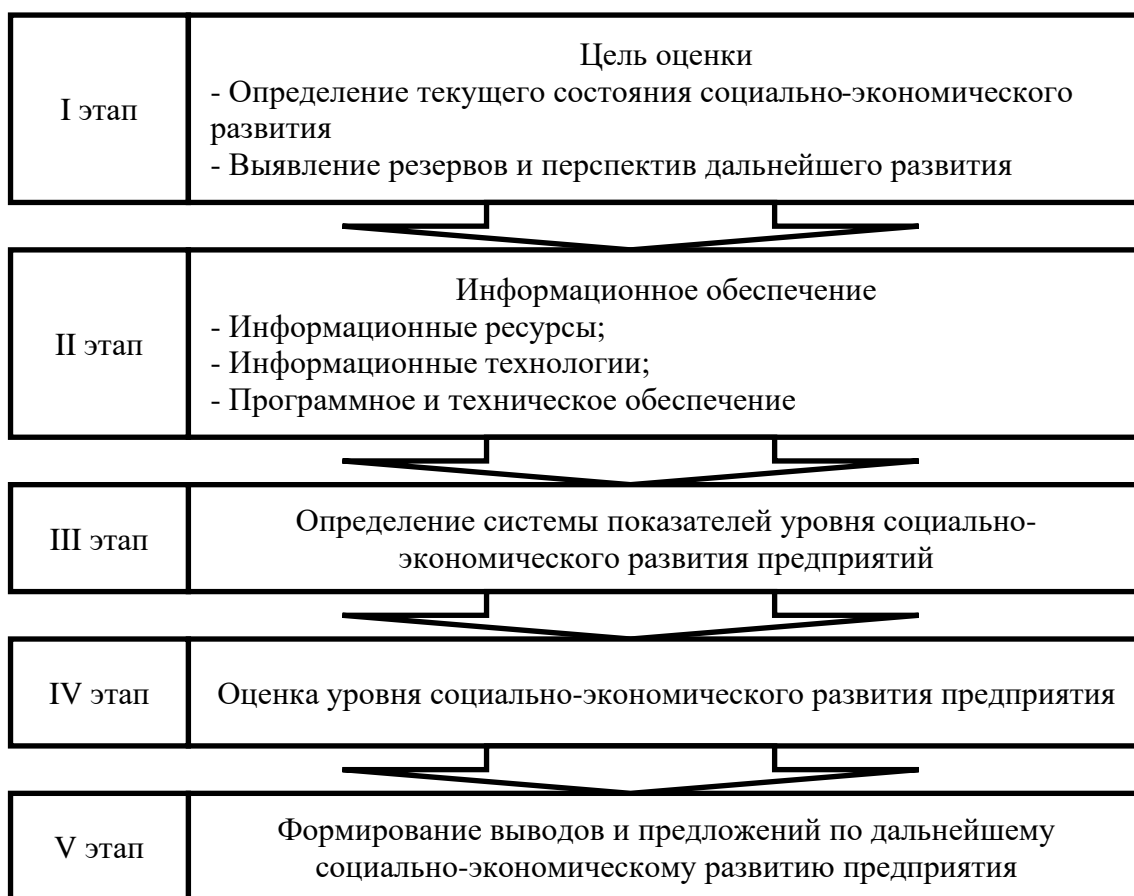 I этап
Цель оценки
- Определение текущего состояния социально-экономического
развития
- Выявление резервов и перспектив дальнейшего развития
II этап
Информационное обеспечение
- Информационные ресурсы;
- Информационные технологии;
- Программное и техническое обеспечение
III этап
Определение системы показателей уровня социально-
экономического развития предприятий
IV этап
Оценка уровня социально-экономического развития предприятия
V этап
Формирование выводов и предложений по дальнейшему
социально-экономическому развитию предприятия